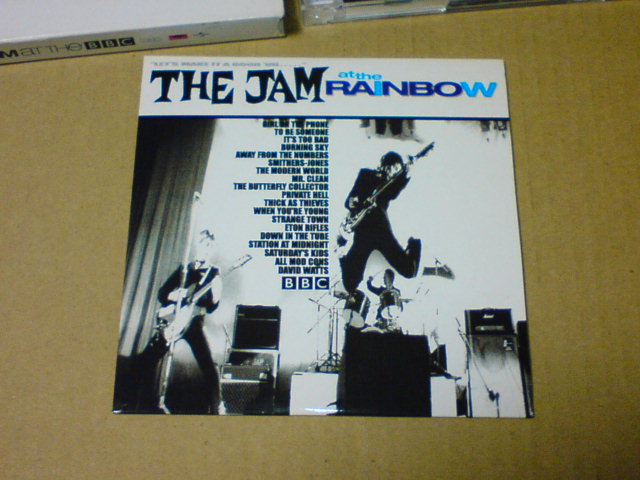 MATTHE BBC
"LET'S MAKE IT A GOOD 'UN....."
THE JAM at the RAINBOW
GIRL ON THE PHONE
TO BE SOMEONE
IT'S TOO BAD
BURNING SKY
AWAY FROM THE NUMBERS
SMITHERS-JONES
THE MODERN WORLD
MR. CLEAN
THE BUTTERFLY COLLECTOR
PRIVATE HELL
THICK AS THIEVES
WHEN YOU'RE YOUNG
STRANGE TOWN
ETON RIFLES
DOWN IN THE TUBE
STATION AT MIDNIGHT
SATURDAY'S KIDS
ALL MOD CONS
DAVID WATTS
BBC